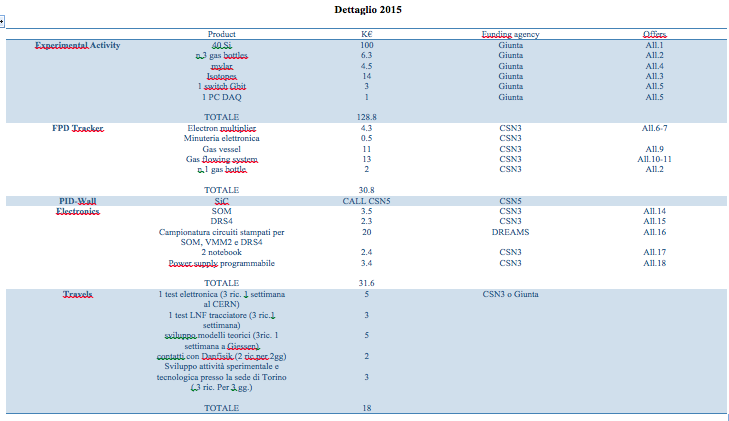 Dettaglio 2015
Product K€ Funding agency Offers
Experimental Activity 40 Si 100 Giunta All.1
n.3 gas bottles 6.3 Giunta All.2
mylar 4.5 Giunta All.4
Isotopes 14 Giunta All.3
1 switch Gbit 3 Giunta All.5
1 PC DAQ 1 Giunta All.5
TOTALE 128.8
FPD Tracker Electron multiplier 4.3 CSN3 All.6-7
Minuteria elettronica 0.5 CSN3
Gas vessel 11 CSN3 All.9
Gas flowing system 13 CSN3 All.10-11
n.1 gas bottle 2 CSN3 All.2
TOTALE 30.8
PID-Wall SiC CALL CSN5 CSN5
Electronics SOM 3.5 CSN3 All.14
DRS4 2.3 CSN3 All.15
Campionatura circuiti stampati per 20 DREAMS All.16
SOM, VMM2 e DRS4
2 notebook 2.4 CSN3 All.17
Power supply programmabile 3.4 CSN3 All.18
TOTALE 31.6
Travels 1 test elettronica (3 ric. 1 settimana 5 CSN3 o Giunta
al CERN)
1 test LNF tracciatore (3 ric.1 3
settimana)
sviluppo modelli teorici (3ric. 1 5
settimana a Giessen)
contatti con Danfisik (2 ric.per 2gg) 2
Sviluppo attività sperimentale e
tecnologica presso la sede di Torino 3
( 3 ric. Per 3 gg.)
TOTALE 18